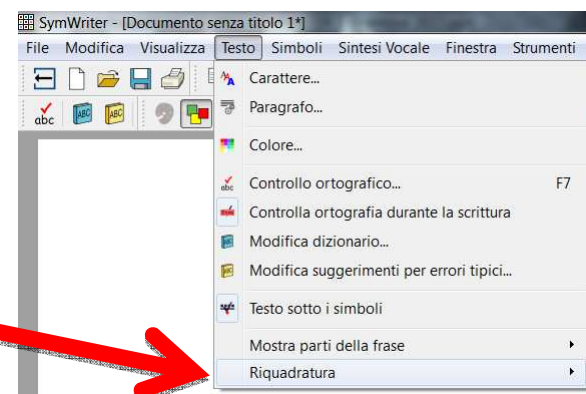 SymWriter - [Documento senza titolo 1*]
File Modifica Visualizza Testo Simboli Sintesi Vocale Finestra Strumenti
Carattere...
Paragrafo...
abc ABC ABC
Colore...
abc Controllo ortografico... F7
Controlla ortografia durante la scrittura
Modifica dizionario...
Modifica suggerimenti per errori tipici...
Testo sotto i simboli
Mostra parti della frase
Riquadratura